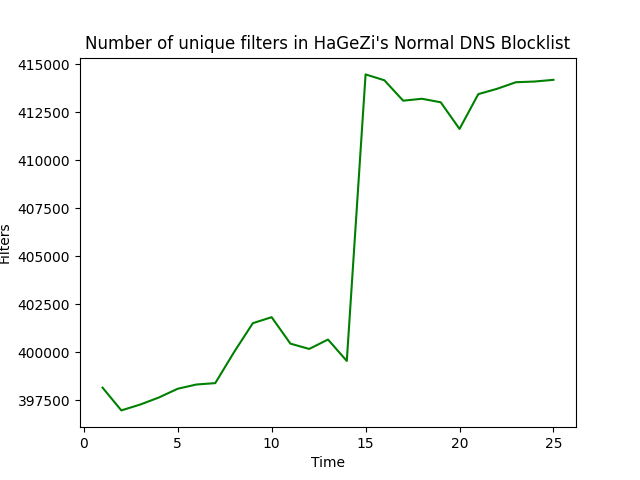 Number of unique filters in HaGeZi's Normal DNS Blocklist
415000
412500
410000
407500
405000
402500
400000
397500
Filters
0 5 10 15 20 25
Time